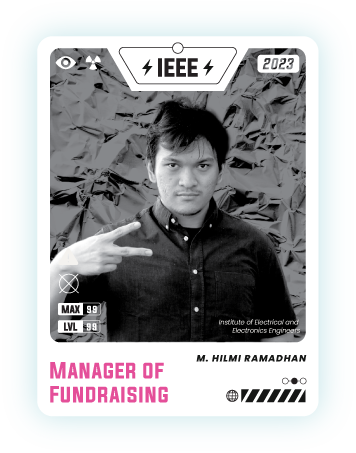 IEEE
2023
MAX 99
LVL 99
Institute of Electrical and
Electronics Engineers
M. HILMI RAMADHAN
MANAGER OF
FUNDRAISING